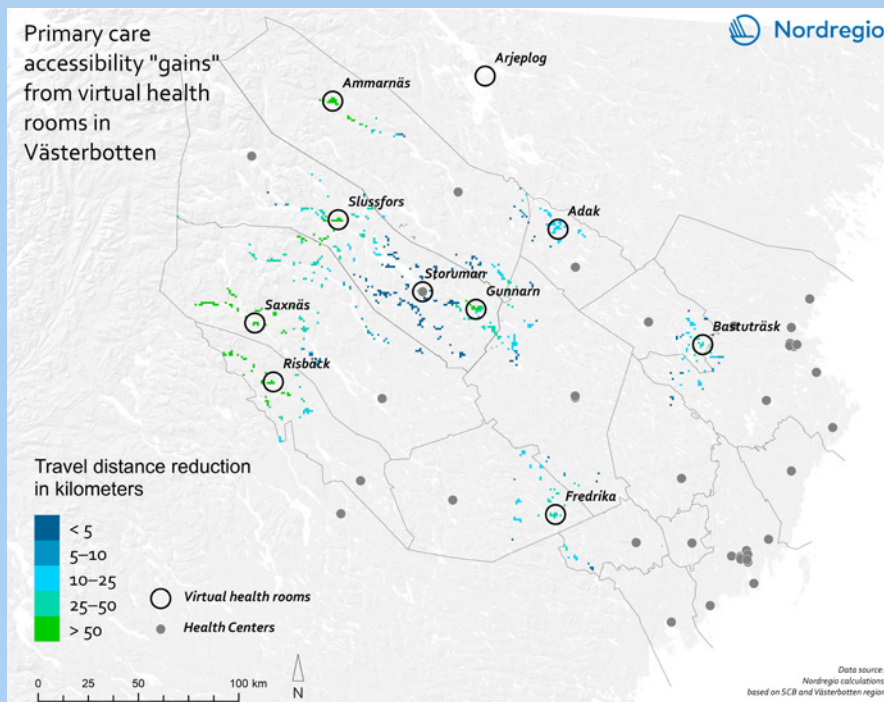 Primary care
accessibility "gains"
from virtual health
rooms in
Västerbotten
Nordregio
Arjeplog
Ammarnäs
Slussfors
Adak
Storuman
Gunnarn
Saxnäs
Bastuträsk
Risbäck
Fredrika
Travel distance reduction
in kilometers
< 5
5–10
10–25
25–50
> 50
Virtual health rooms
Health Centers
0 25 50 100 km
N
Data source:
Nordregio calculations
based on SCB and Västerbotten region